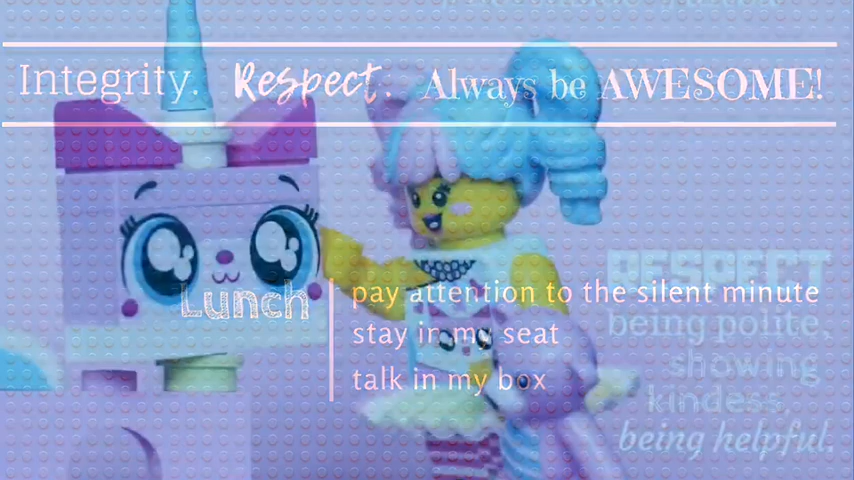 Integrity. Respect. Always be AWESOME!
Lunch
pay attention to the silent minute
stay in my seat
talk in my box
RESPECT
being polite,
showing
kindess,
being helpful.